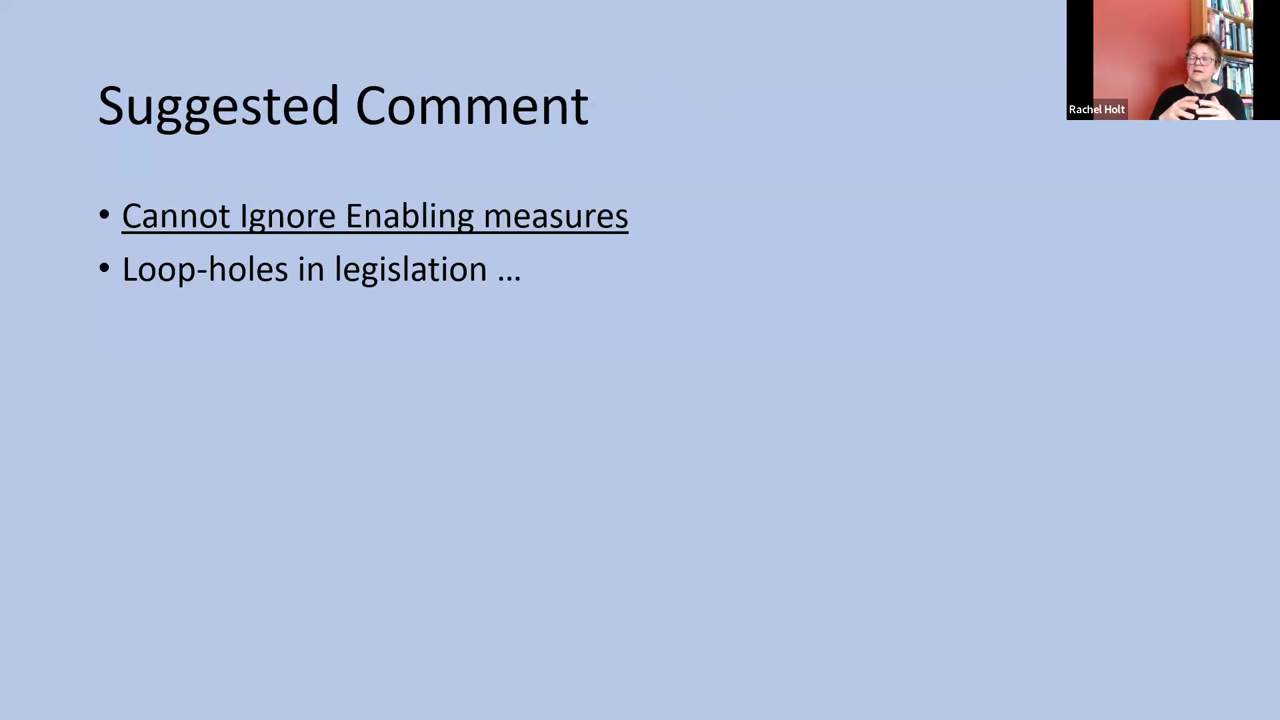 Suggested Comment
• Cannot Ignore Enabling measures
• Loop-holes in legislation ...
Rachel Holt